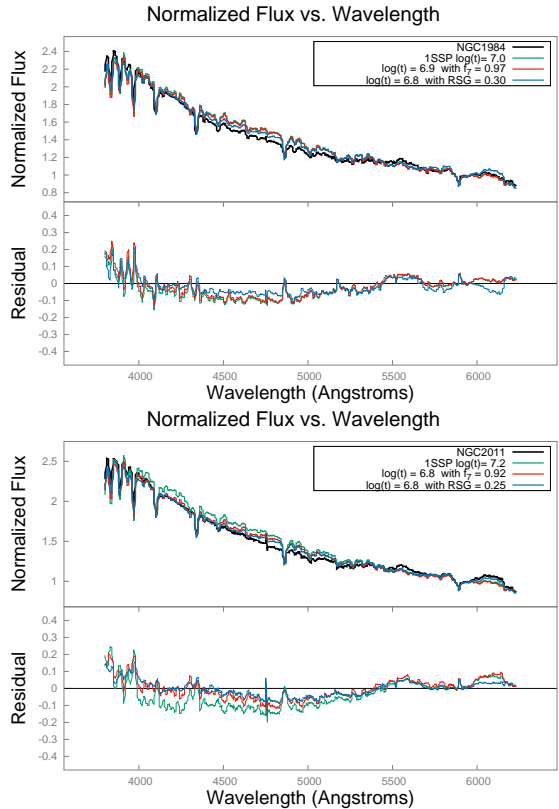 Normalized Flux vs. Wavelength
Normalized Flux
2.4
2.2
2
1.8
1.6
1.4
1.2
1
0.8
NGC1984
1SSP log(t)= 7.0
log(t) = 6.9 with f7 = 0.97
log(t) = 6.8 with RSG = 0.30
Residual
0.4
0.3
0.2
0.1
0
-0.1
-0.2
-0.3
-0.4
4000 4500 5000 5500 6000
Wavelength (Angstroms)
Normalized Flux vs. Wavelength
Normalized Flux
2.5
2
1.5
1
NGC2011
1SSP log(t)= 7.2
log(t) = 6.8 with f7 = 0.92
log(t) = 6.8 with RSG = 0.25
Residual
0.4
0.3
0.2
0.1
0
-0.1
-0.2
-0.3
-0.4
4000 4500 5000 5500 6000
Wavelength (Angstroms)